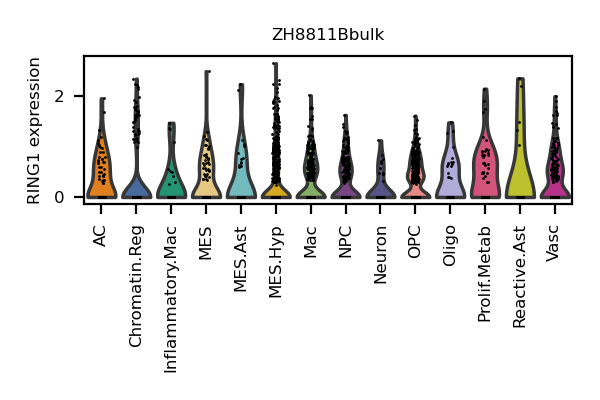 ZH8811Bbulk
RING1 expression
2
0
AC
Chromatin.Reg
Inflammatory.Mac
MES
MES.Ast
MES.Hyp
Mac
NPC
Neuron
OPC
Oligo
Prolif.Metab
Reactive.Ast
Vasc